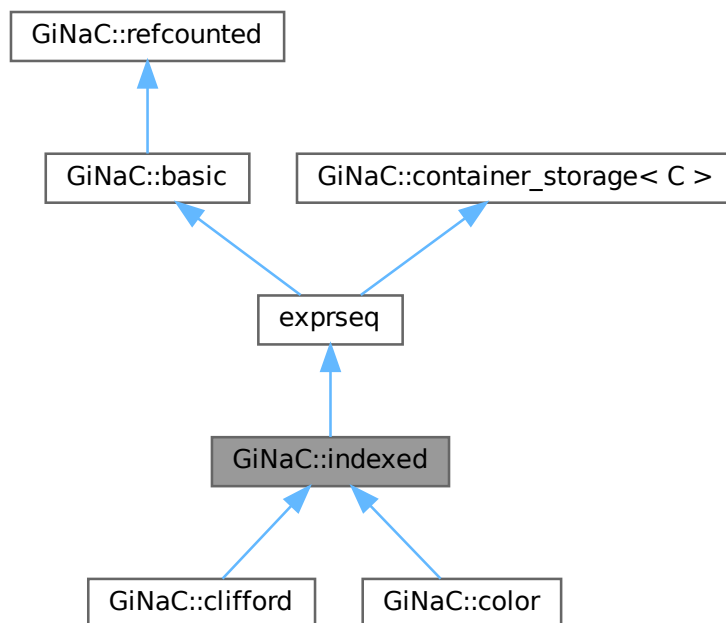 GiNaC::refcounted
GiNaC::basic
GiNaC::container_storage< C >
exprseq
GiNaC::indexed
GiNaC::clifford
GiNaC::color